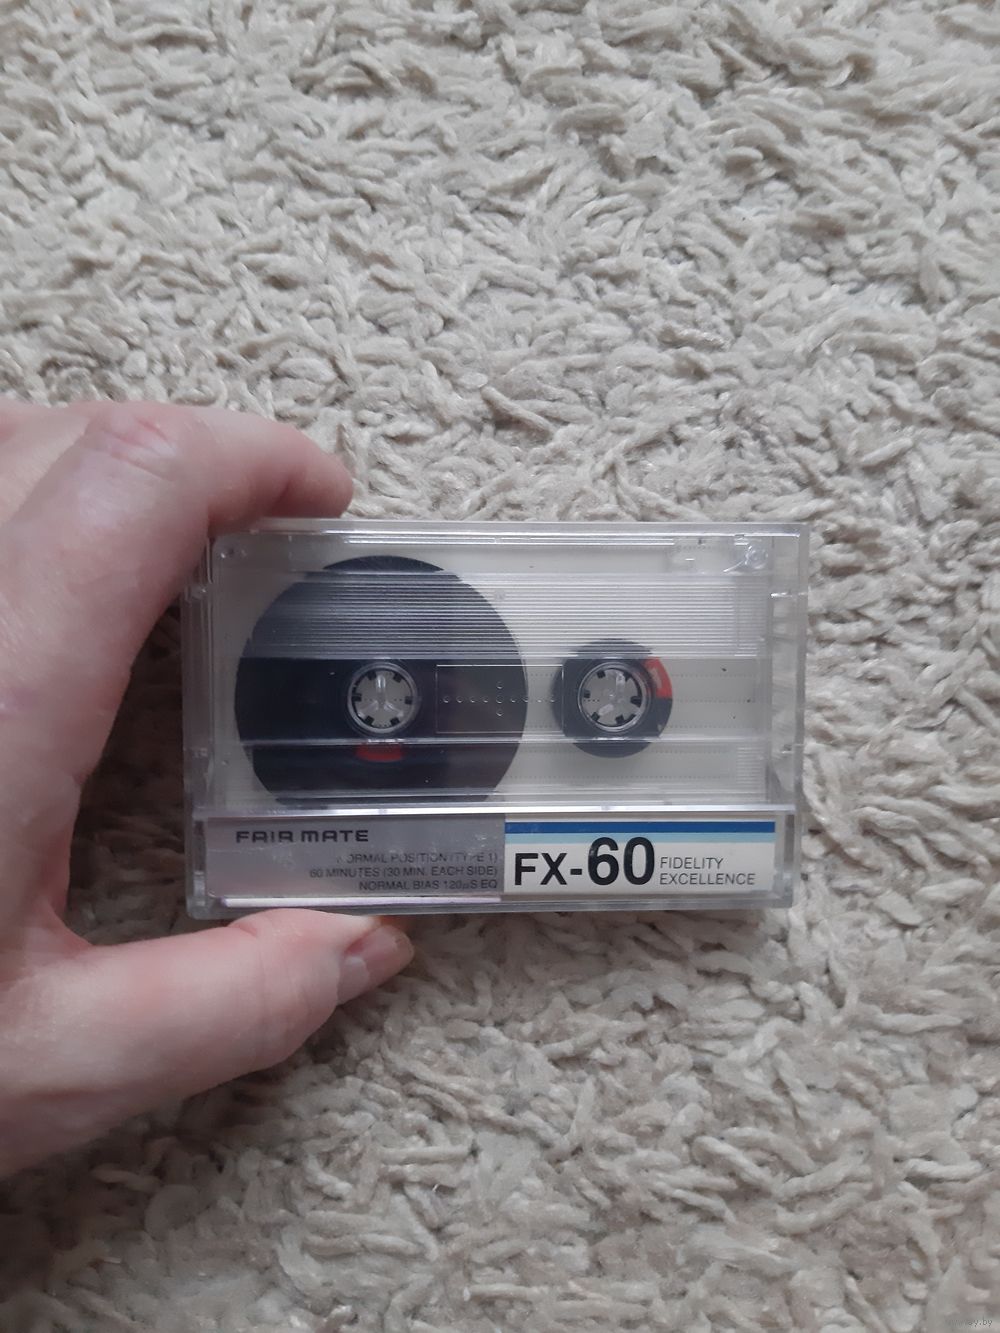 FAIR MATE
NORMAL POSITION (TYPE 1)
60 MINUTES (30 MIN. EACH SIDE)
NORMAL BIAS 120µS EQ
FX-60
FIDELITY
EXCELLENCE